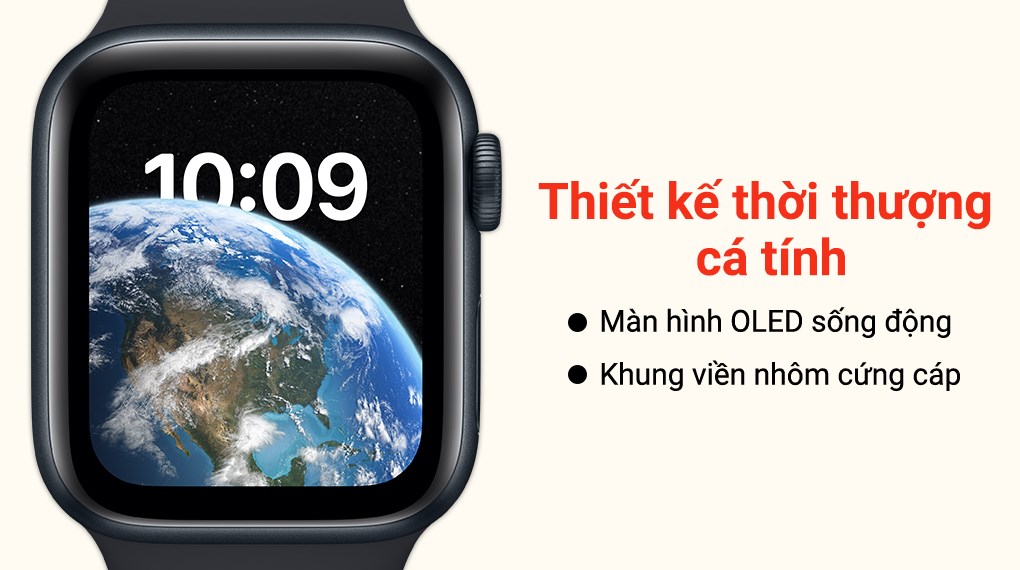 10:09
Thiết kế thời thượng
cá tính
● Màn hình OLED sống động
● Khung viền nhôm cứng cáp